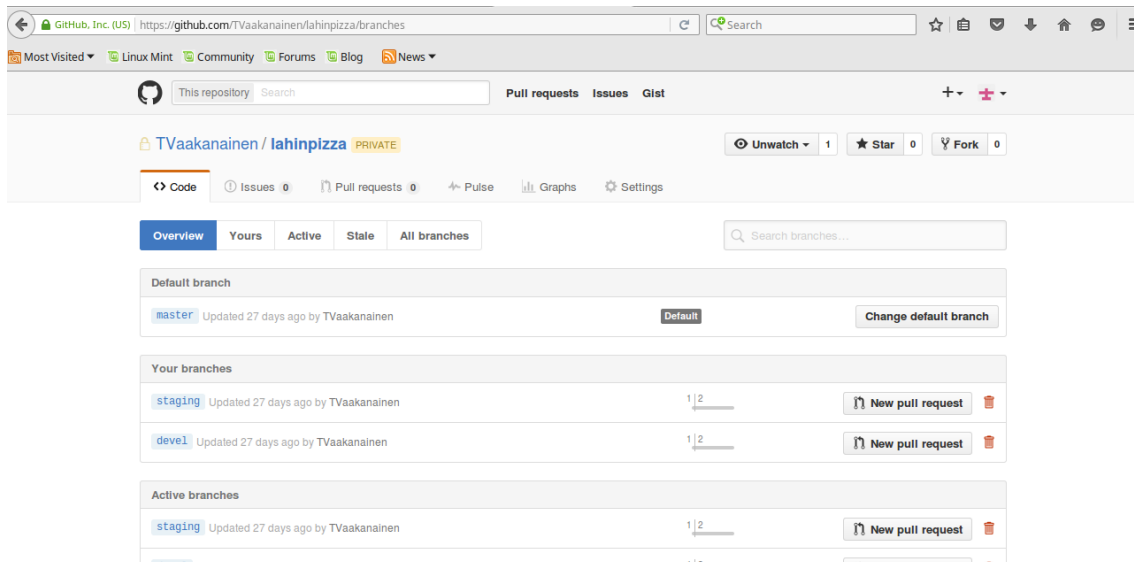 GitHub, Inc. (US) https://github.com/TVaakanainen/lahinpizza/branches Search
Most Visited Linux Mint Community Forums Blog News
This repository Search Pull requests Issues Gist
TVaakanainen / lahinpizza PRIVATE Unwatch 1 Star 0 Fork 0
Code Issues 0 Pull requests 0 Pulse Graphs Settings
Overview Yours Active Stale All branches Search branches...
Default branch
master Updated 27 days ago by TVaakanainen Default Change default branch
Your branches
staging Updated 27 days ago by TVaakanainen 1 2 New pull request
devel Updated 27 days ago by TVaakanainen 1 2 New pull request
Active branches
staging Updated 27 days ago by TVaakanainen 1 2 New pull request